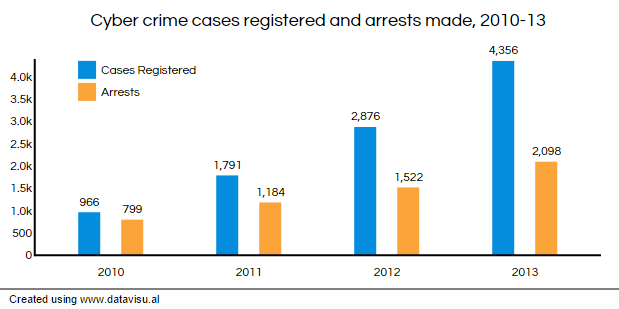 Cyber crime cases registered and arrests made, 2010-13
4,356
Cases Registered
4.0k
Arrests
3.5k
2,876
3.0k
2.5k
2,098
2.0k
1,791
1,522
1.5k
1,184
966
799
1.0k
500
0
2010 2011 2012 2013
Created using www.datavisu.al